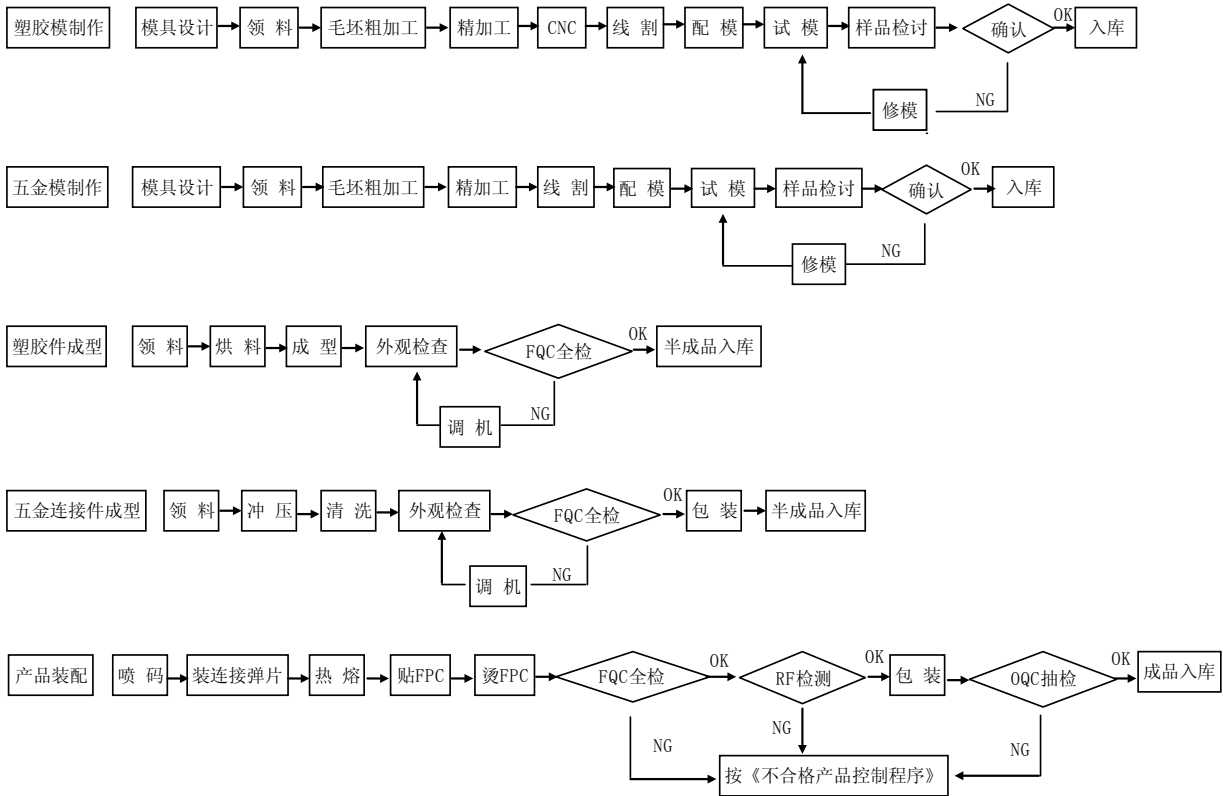 塑胶模制作 模具设计 领 料 毛坯粗加工 精加工 CNC 线 割 配 模 试 模 样品检讨 确认 OK 入库
修模 NG
五金模制作 模具设计 领 料 毛坯粗加工 精加工 线 割 配 模 试 模 样品检讨 确认 OK 入库
修模 NG
塑胶件成型 领 料 烘 料 成 型 外观检查 FQC全检 OK 半成品入库
调 机 NG
五金连接件成型 领 料 冲 压 清 洗 外观检查 FQC全检 OK 包 装 半成品入库
调 机 NG
产品装配 喷 码 装连接弹片 热 熔 贴FPC 烫FPC FQC全检 OK RF检测 OK 包 装 OQC抽检 OK 成品入库
NG NG NG
按《不合格产品控制程序》